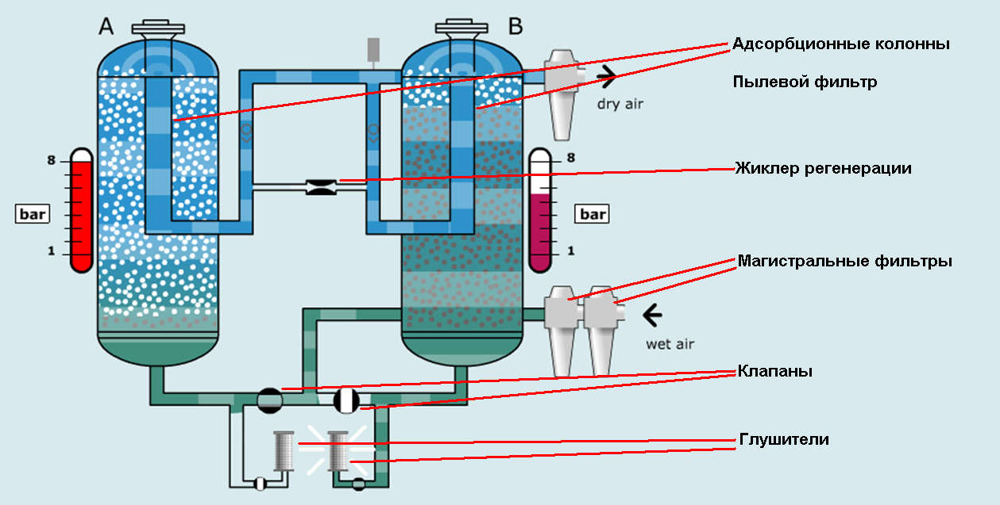 A
B
Адсорбционные колонны
Пылевой фильтр
dry air
8
8
Жиклер регенерации
bar
bar
1
1
Магистральные фильтры
wet air
Клапаны
Глушители